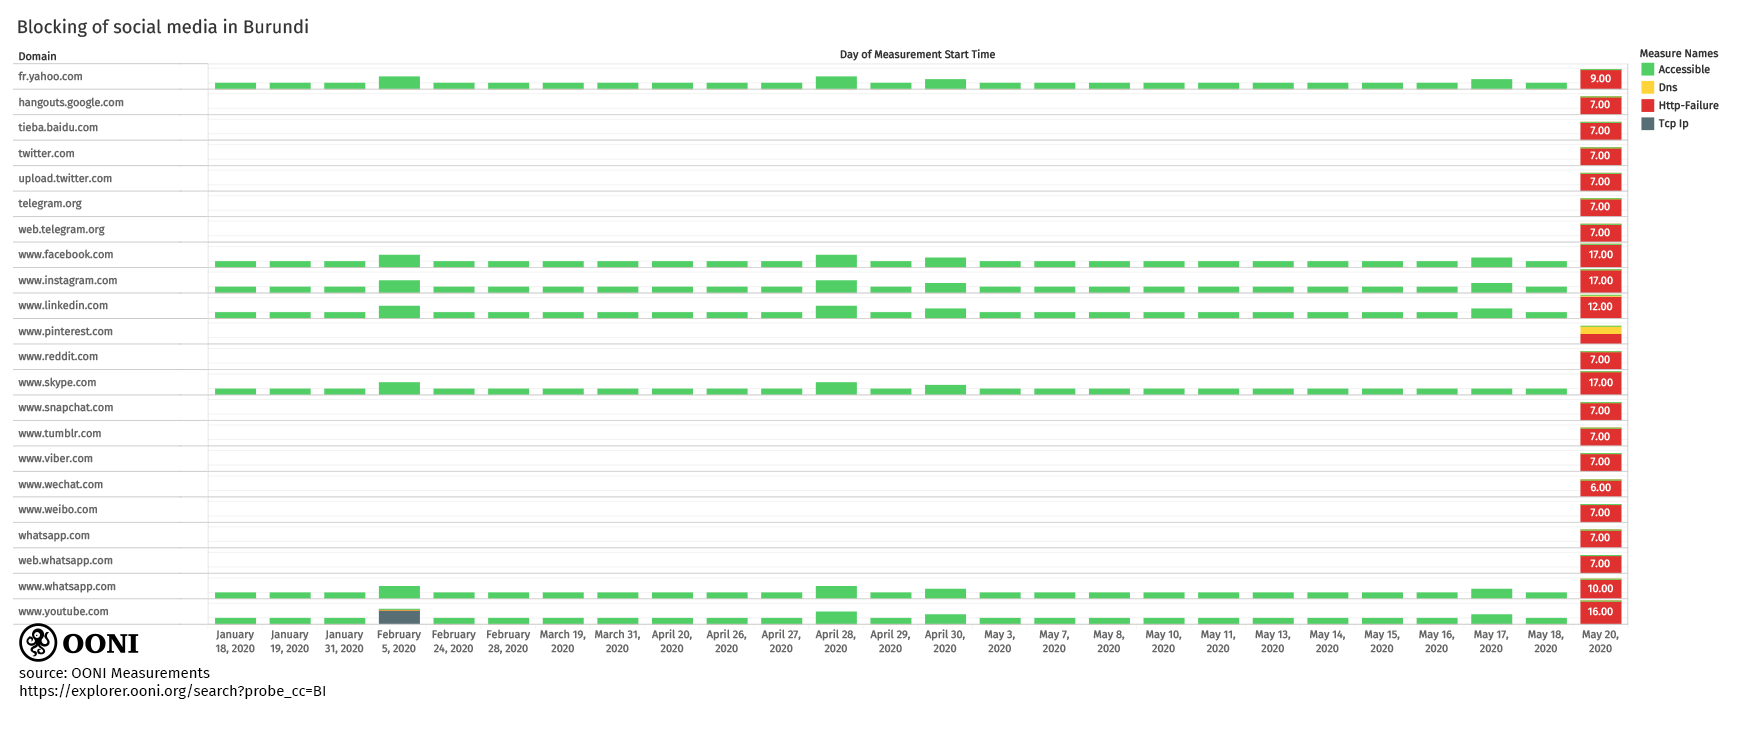 Blocking of social media in Burundi
Domain
Day of Measurement Start Time
Measure Names
Accessible
Dns
Http-Failure
Tcp Ip
fr.yahoo.com 9.00
hangouts.google.com 7.00
tieba.baidu.com 7.00
twitter.com 7.00
upload.twitter.com 7.00
telegram.org 7.00
web.telegram.org 7.00
www.facebook.com 17.00
www.instagram.com 17.00
www.linkedin.com 12.00
www.pinterest.com
www.reddit.com 7.00
www.skype.com 17.00
www.snapchat.com 7.00
www.tumblr.com 7.00
www.viber.com 7.00
www.wechat.com 6.00
www.weibo.com 7.00
whatsapp.com 7.00
web.whatsapp.com 7.00
www.whatsapp.com 10.00
www.youtube.com 16.00
January January January February February February March 19, March 31, April 20, April 26, April 27, April 28, April 29, April 30, May 3, May 7, May 8, May 10, May 11, May 13, May 14, May 15, May 16, May 17, May 18, May 20,
18, 2020 19, 2020 31, 2020 5, 2020 24, 2020 28, 2020 2020 2020 2020 2020 2020 2020 2020 2020 2020 2020 2020 2020 2020 2020 2020 2020 2020 2020 2020 2020
OONI
source: OONI Measurements
https://explorer.ooni.org/search?probe_cc=BI